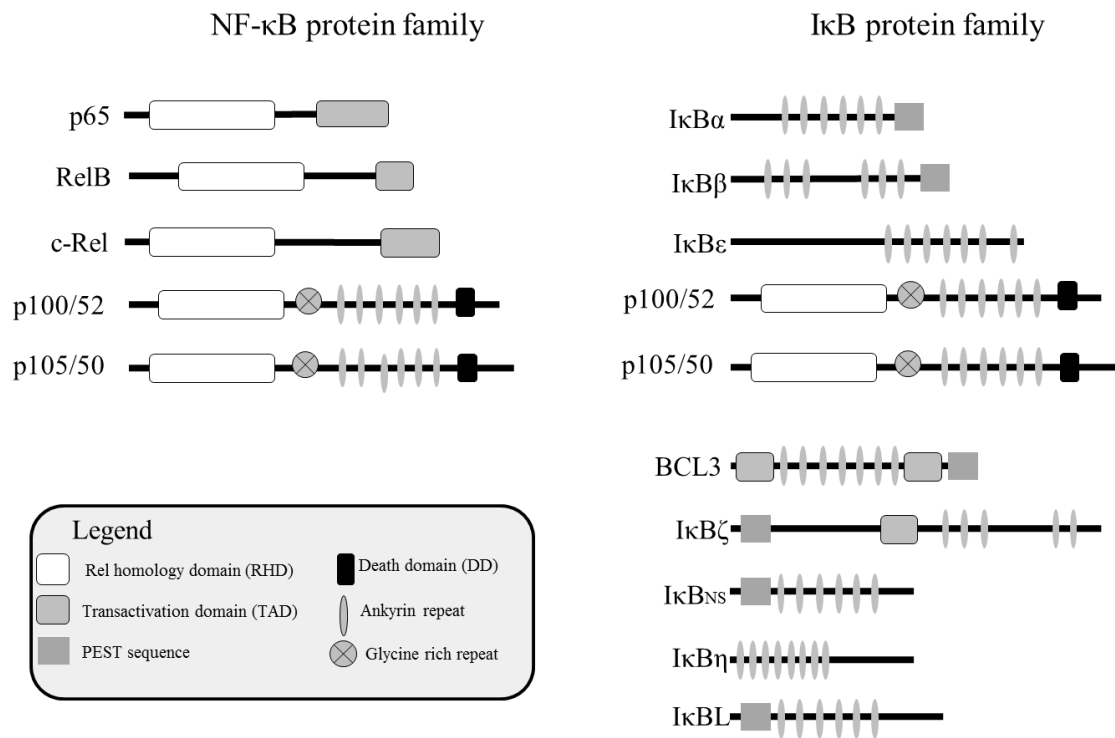 NF-κB protein family
p65
RelB
c-Rel
p100/52
p105/50
IκB protein family
IκBα
IκBβ
IκBε
p100/52
p105/50
BCL3
IκBζ
IκBNS
IκBη
IκBL
Legend
Rel homology domain (RHD)
Transactivation domain (TAD)
PEST sequence
Death domain (DD)
Ankyrin repeat
Glycine rich repeat